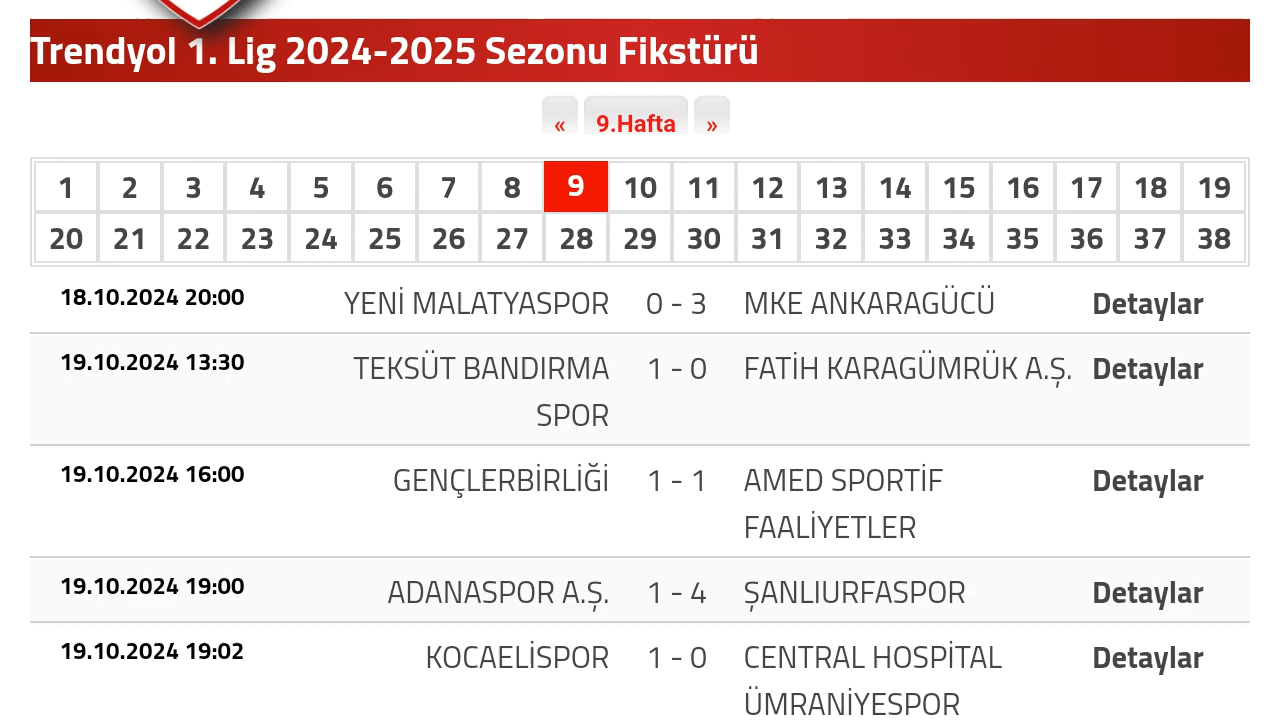 Trendyol 1. Lig 2024-2025 Sezonu Fikstürü
« 9.Hafta »
1 2 3 4 5 6 7 8 9 10 11 12 13 14 15 16 17 18 19
20 21 22 23 24 25 26 27 28 29 30 31 32 33 34 35 36 37 38
18.10.2024 20:00 YENİ MALATYASPOR 0 - 3 MKE ANKARAGÜCÜ Detaylar
19.10.2024 13:30 TEKSÜT BANDIRMA 1 - 0 FATİH KARAGÜMRÜK A.Ş. Detaylar
SPOR
19.10.2024 16:00 GENÇLERBİRLİĞİ 1 - 1 AMED SPORTİF Detaylar
FAALİYETLER
19.10.2024 19:00 ADANASPOR A.Ş. 1 - 4 ŞANLIURFASPOR Detaylar
19.10.2024 19:02 KOCAELİSPOR 1 - 0 CENTRAL HOSPİTAL Detaylar
ÜMRANİYESPOR